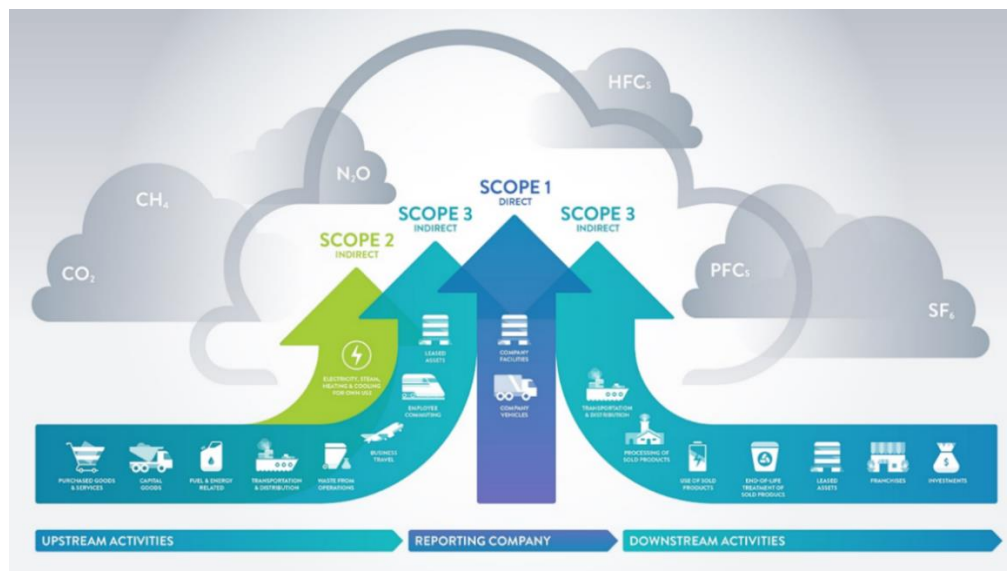 HFCs
N₂O
CH₄
CO₂
PFCs
SF₆
SCOPE 1
DIRECT
SCOPE 3
INDIRECT
SCOPE 3
INDIRECT
SCOPE 2
INDIRECT
ELECTRICITY, STEAM,
HEATING & COOLING
FOR OWN USE
LEASED
ASSETS
EMPLOYEE
COMMUTING
BUSINESS
TRAVEL
PURCHASED GOODS
& SERVICES
CAPITAL
GOODS
FUEL & ENERGY
RELATED
TRANSPORTATION
& DISTRIBUTION
WASTE FROM
OPERATIONS
COMPANY
FACILITIES
COMPANY
VEHICLES
TRANSPORTATION
& DISTRIBUTION
PROCESSING OF
SOLD PRODUCTS
USE OF SOLD
PRODUCTS
END-OF-LIFE
TREATMENT OF
SOLD PRODUCT
LEASED
ASSETS
FRANCHISES
$
INVESTMENTS
UPSTREAM ACTIVITIES
REPORTING COMPANY
DOWNSTREAM ACTIVITIES